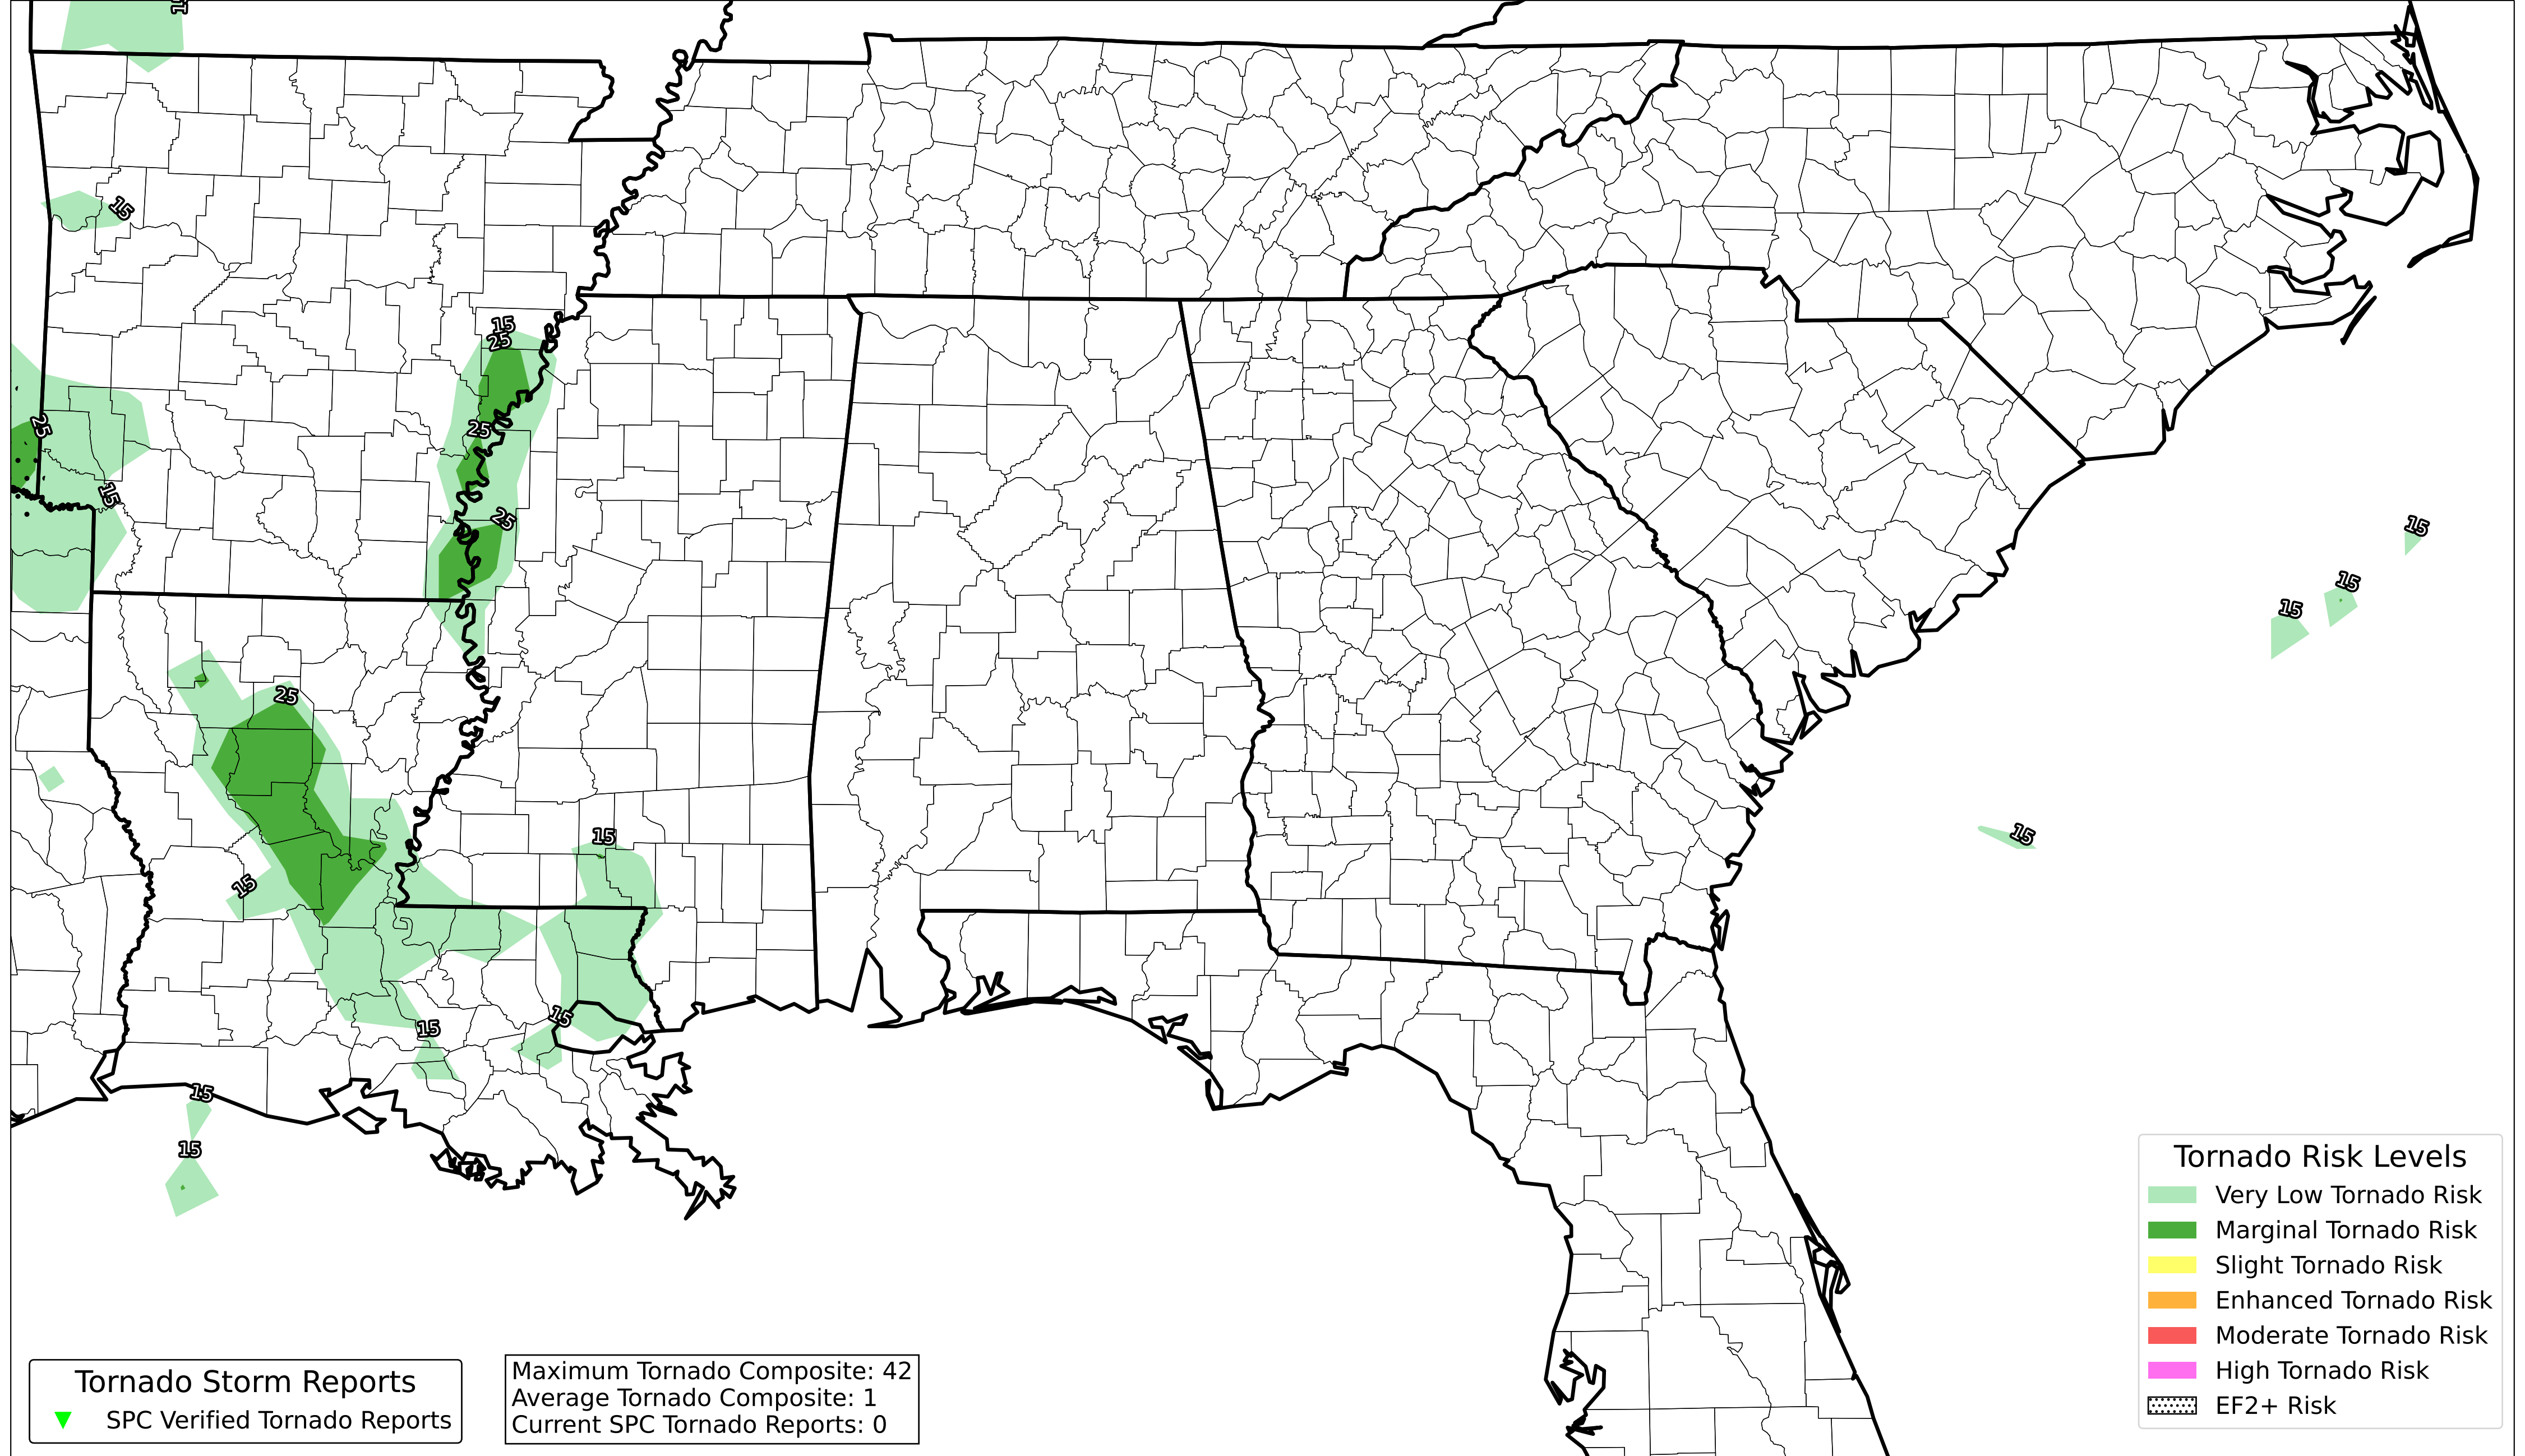 15
15
15
25
25
25
15
25
15
15
15
25
15
15
15
15
15
15
15
Tornado Risk Levels
Very Low Tornado Risk
Marginal Tornado Risk
Slight Tornado Risk
Enhanced Tornado Risk
Moderate Tornado Risk
High Tornado Risk
EF2+ Risk
Maximum Tornado Composite: 42
Average Tornado Composite: 1
Current SPC Tornado Reports: 0
Tornado Storm Reports
SPC Verified Tornado Reports